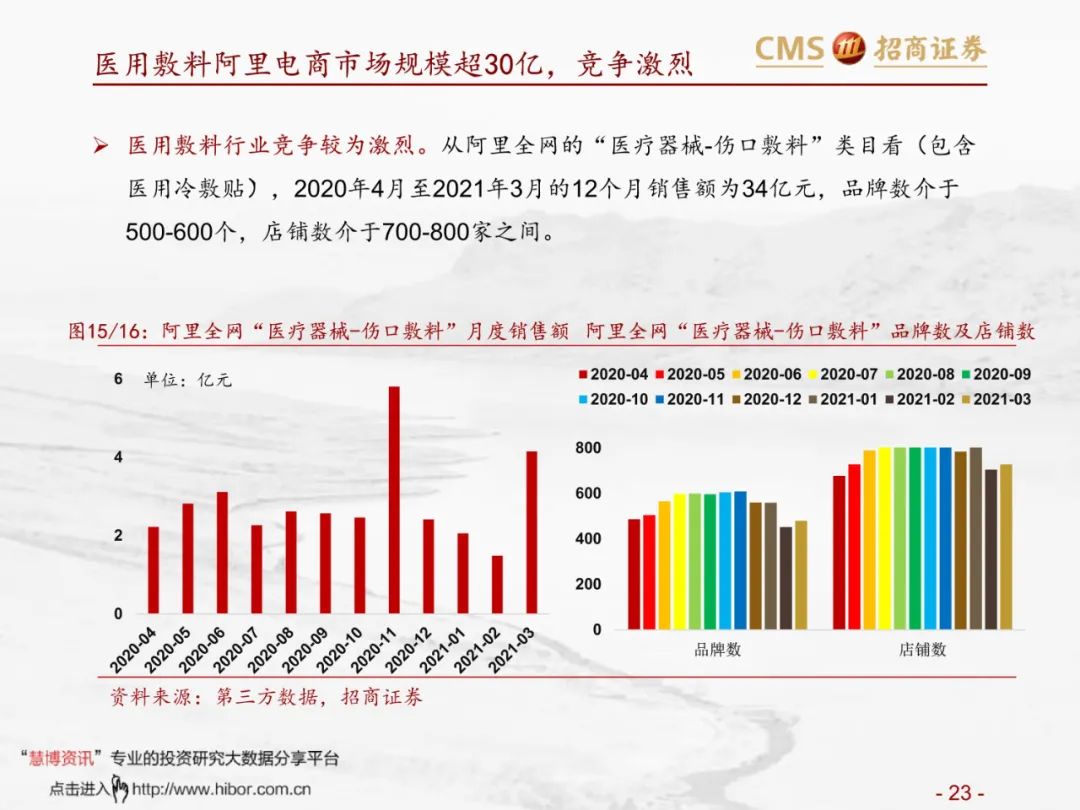 医用敷料阿里电商市场规模超30亿，竞争激烈
CMS 招商证券
医用敷料行业竞争较为激烈。从阿里全网的“医疗器械-伤口敷料”类目看（包含
医用冷敷贴），2020年4月至2021年3月的12个月销售额为34亿元，品牌数介于
500-600个，店铺数介于700-800家之间。
图15/16：阿里全网“医疗器械-伤口敷料”月度销售额 阿里全网“医疗器械-伤口敷料”品牌数及店铺数
单位：亿元
6
4
2
0
2020-04 2020-05 2020-06 2020-07 2020-08 2020-09 2020-10 2020-11 2020-12 2021-01 2021-02 2021-03
2020-04 2020-05 2020-06 2020-07 2020-08 2020-09
2020-10 2020-11 2020-12 2021-01 2021-02 2021-03
800
600
400
200
0
品牌数 店铺数
资料来源：第三方数据，招商证券
“慧博资讯”专业的投资研究大数据分享平台
点击进入 http://www.hibor.com.cn
- 23 -